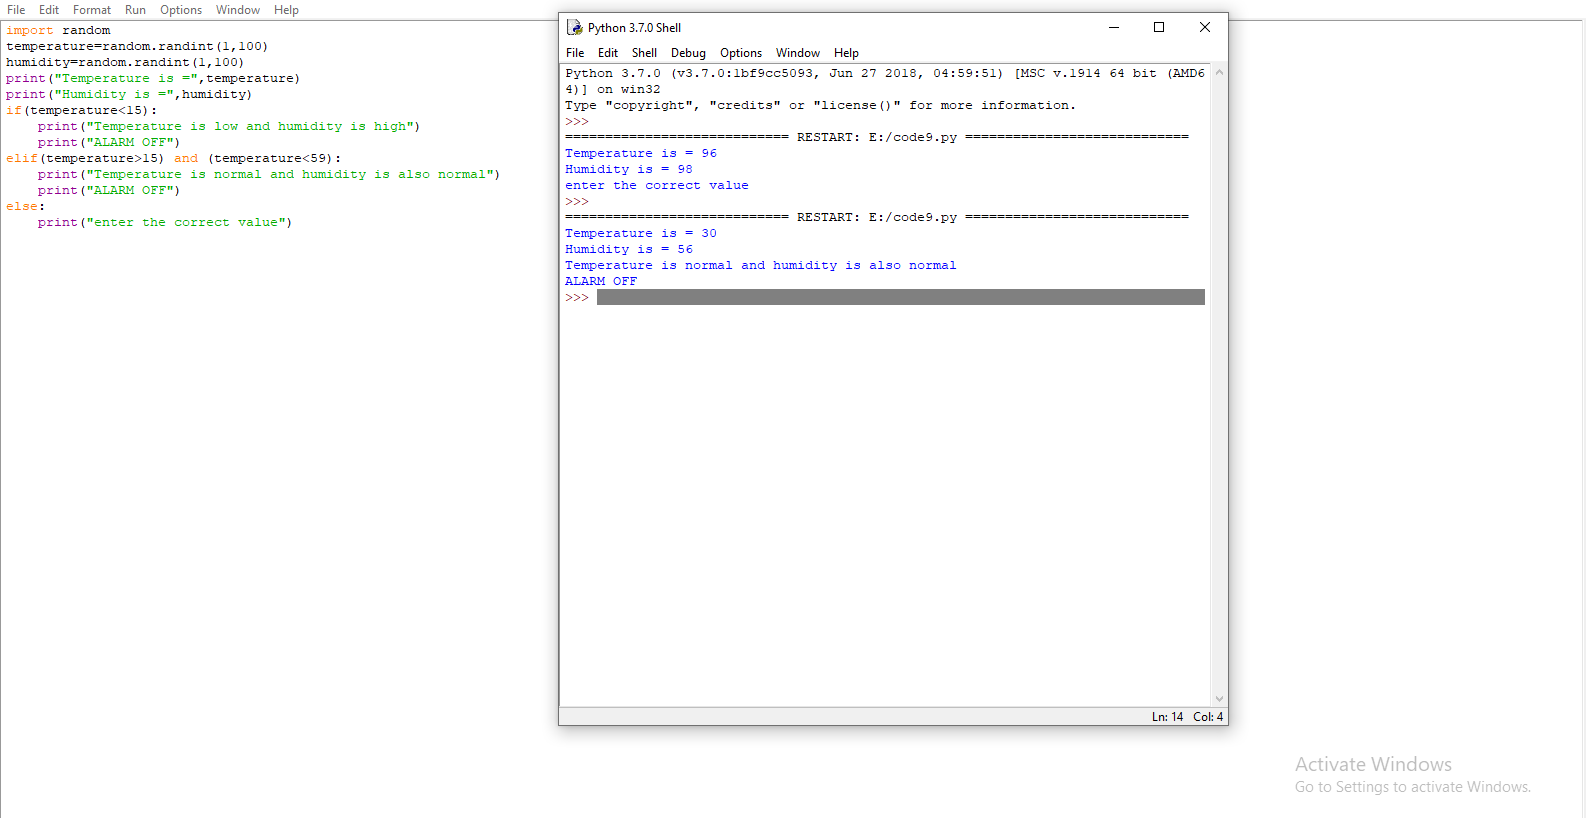 File Edit Format Run Options Window Help
import random
temperature=random.randint(1,100)
humidity=random.randint(1,100)
print("Temperature is =",temperature)
print("Humidity is =",humidity)
if(temperature<15):
    print("Temperature is low and humidity is high")
    print("ALARM OFF")
elif(temperature>15) and (temperature<59):
    print("Temperature is normal and humidity is also normal")
    print("ALARM OFF")
else:
    print("enter the correct value")
Python 3.7.0 Shell
File Edit Shell Debug Options Window Help
Python 3.7.0 (v3.7.0:1bf9cc5093, Jun 27 2018, 04:59:51) [MSC v.1914 64 bit (AMD6
4)] on win32
Type "copyright", "credits" or "license()" for more information.
>>>
============================ RESTART: E:/code9.py ============================
Temperature is = 96
Humidity is = 98
enter the correct value
>>>
============================ RESTART: E:/code9.py ============================
Temperature is = 30
Humidity is = 56
Temperature is normal and humidity is also normal
ALARM OFF
>>>
Ln: 14 Col: 4
Activate Windows
Go to Settings to activate Windows.